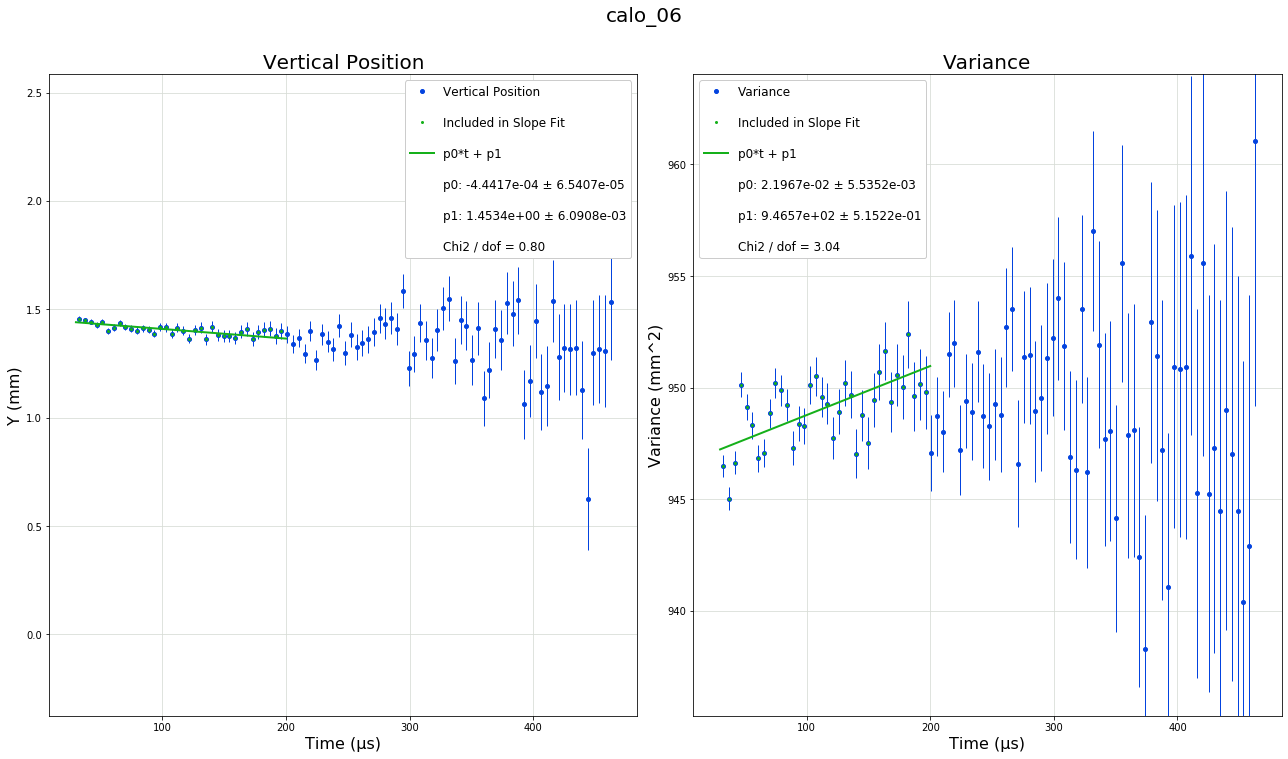 calo_06
Vertical Position
Vertical Position
Included in Slope Fit
p0*t + p1
p0: -4.4417e-04 ± 6.5407e-05
p1: 1.4534e+00 ± 6.0908e-03
Chi2 / dof = 0.80
2.5
2.0
1.5
1.0
0.5
0.0
Y (mm)
100
200
300
400
Time (μs)
Variance
Variance
Included in Slope Fit
p0*t + p1
p0: 2.1967e-02 ± 5.5352e-03
p1: 9.4657e+02 ± 5.1522e-01
Chi2 / dof = 3.04
960
955
950
945
940
Variance (mm^2)
100
200
300
400
Time (μs)